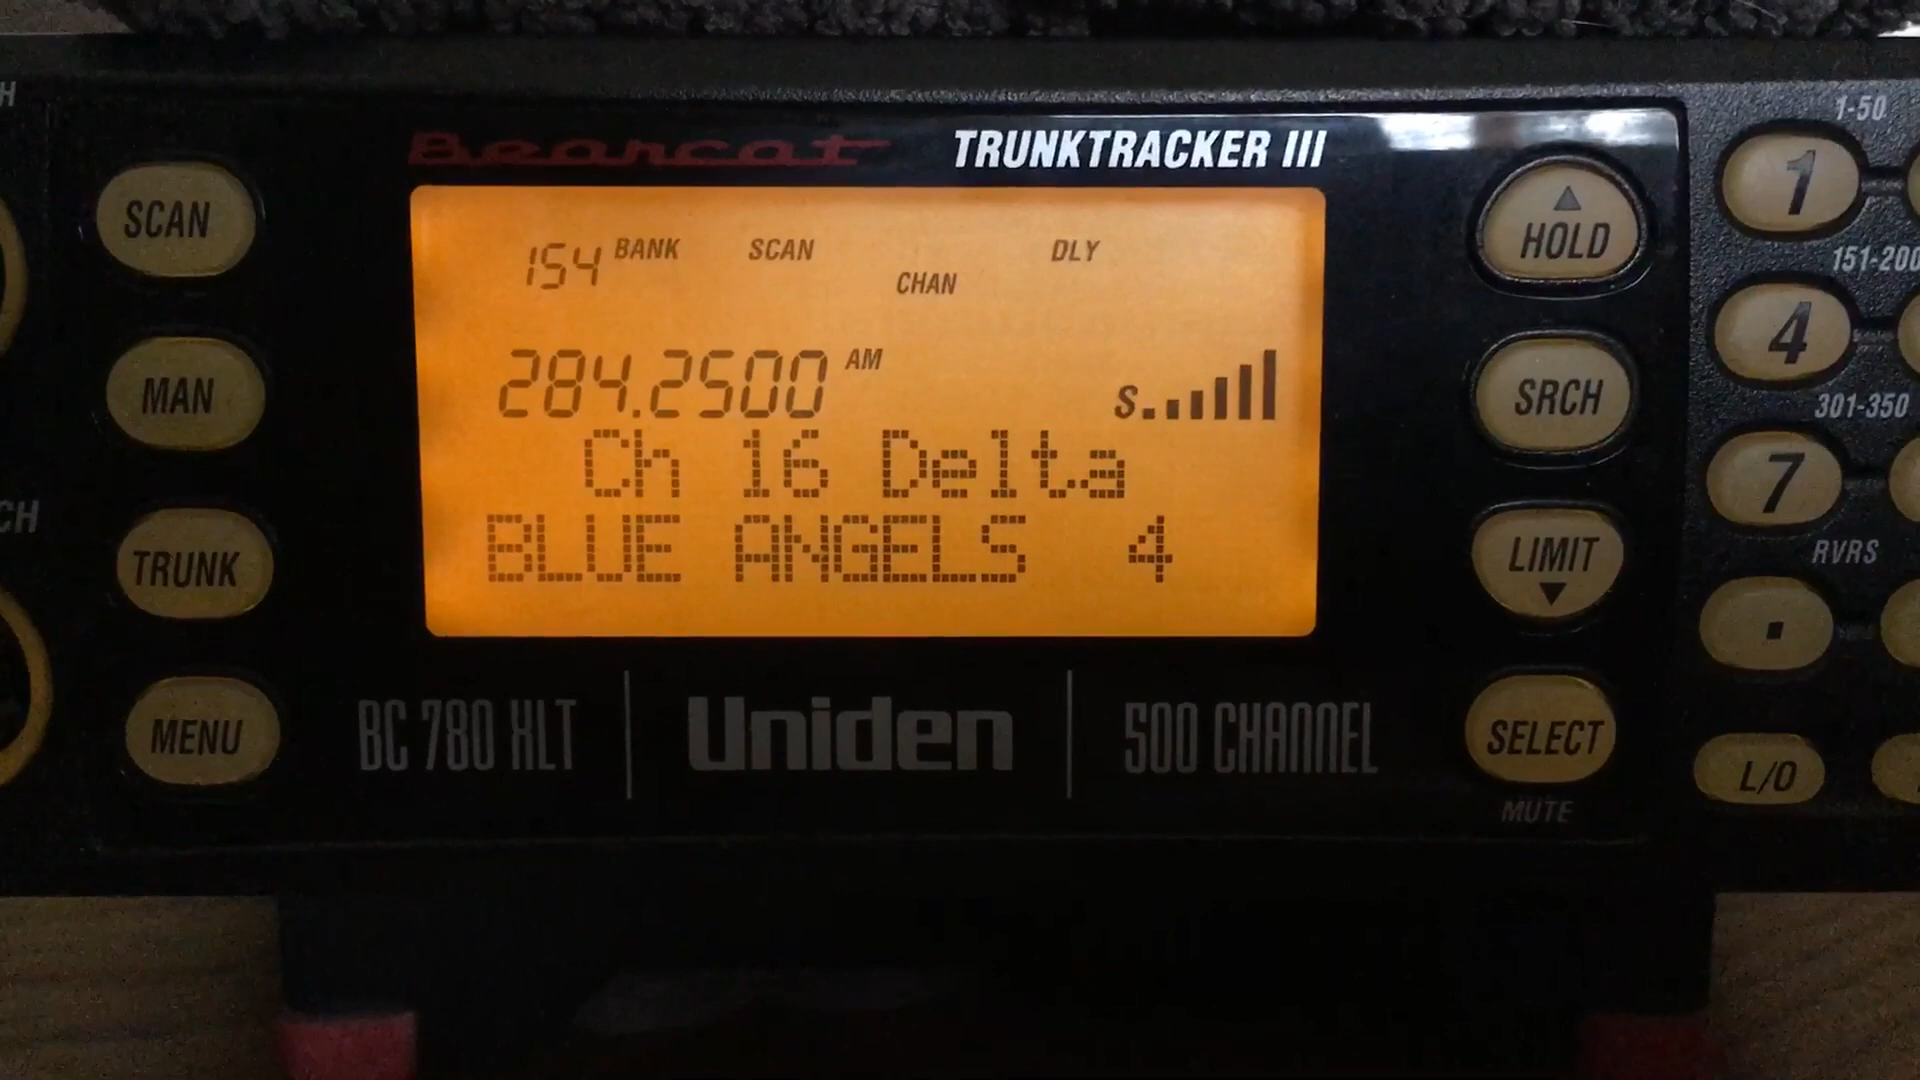 H
Bearcat TRUNKTRACKER III
1-50
SCAN
154 BANK SCAN DLY
CHAN
HOLD
1
151-200
MAN
284.2500 AM S
SRCH
4
Ch 16 Delta
301-350
CH
BLUE ANGELS 4
TRUNK
LIMIT
7
RVRS
.
MENU
BC 780 XLT Uniden 500 CHANNEL
SELECT
L/O
MUTE